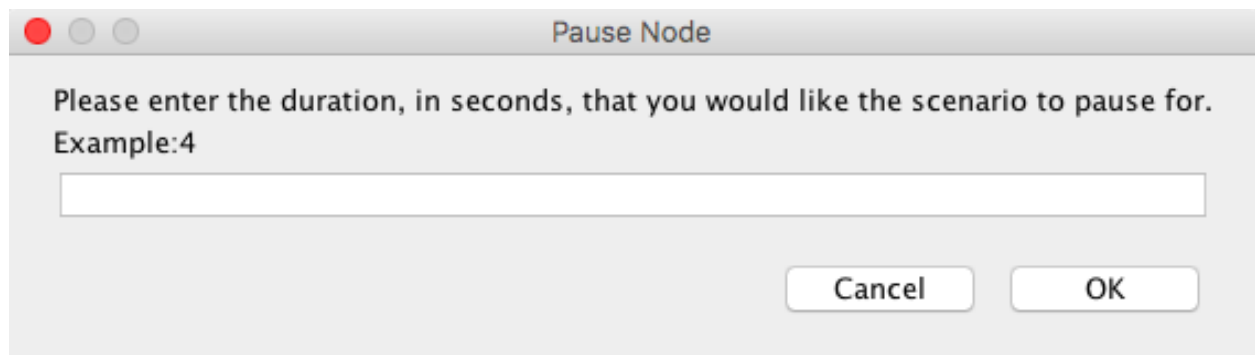 Pause Node
Please enter the duration, in seconds, that you would like the scenario to pause for.
Example:4
Cancel
OK